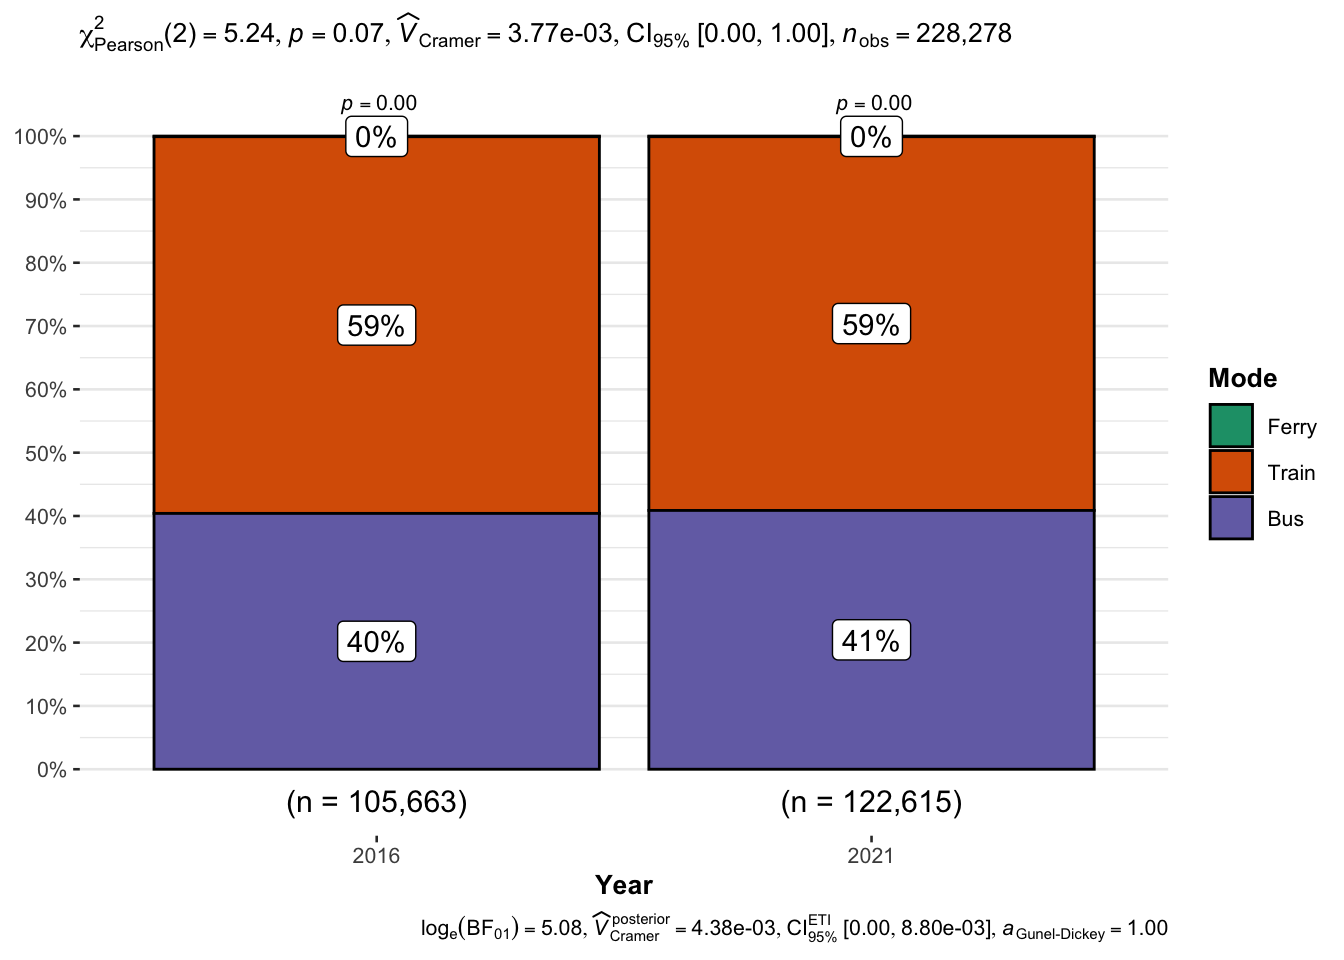 χ²Pearson(2) = 5.24, p = 0.07, V̂Cramer = 3.77e-03, CI95% [0.00, 1.00], nobs = 228,278
p = 0.00 p = 0.00
100% 0% 0%
90%
80%
70% 59% 59%
60%
50%
40%
30%
20% 40% 41%
10%
0%
Mode
Ferry
Train
Bus
(n = 105,663) (n = 122,615)
2016 2021
Year
loge(BF01) = 5.08, V̂Cramer posterior = 4.38e-03, CI95% ETI [0.00, 8.80e-03], aGunel-Dickey = 1.00